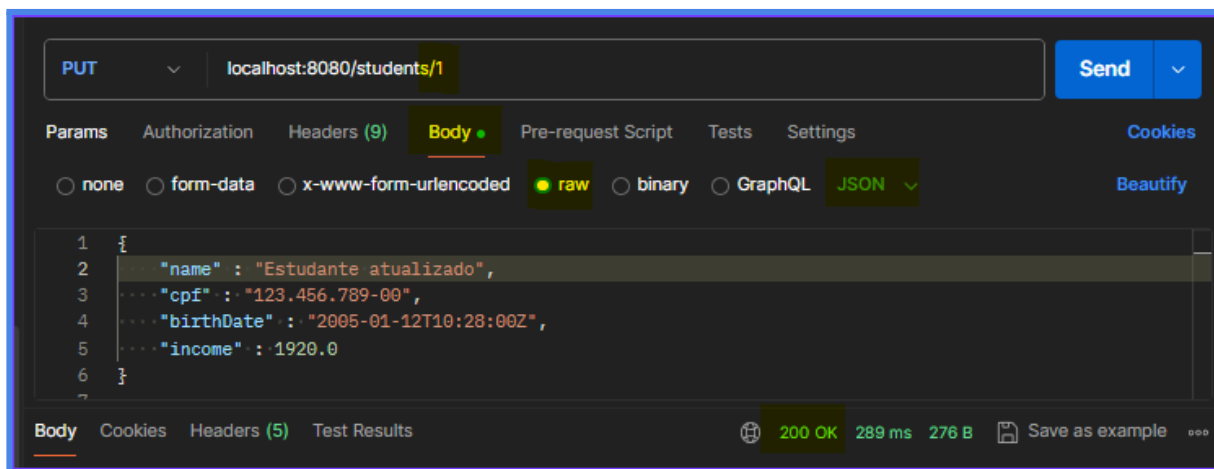 PUT localhost:8080/students/1 Send
Params Authorization Headers (9) Body Pre-request Script Tests Settings Cookies
none form-data x-www-form-urlencoded raw binary GraphQL JSON Beautify
1 {
2 "name" : "Estudante atualizado",
3 "cpf" : "123.456.789-00",
4 "birthDate" : "2005-01-12T10:28:00Z",
5 "income" : 1920.0
6 }
Body Cookies Headers (5) Test Results 200 OK 289 ms 276 B Save as example